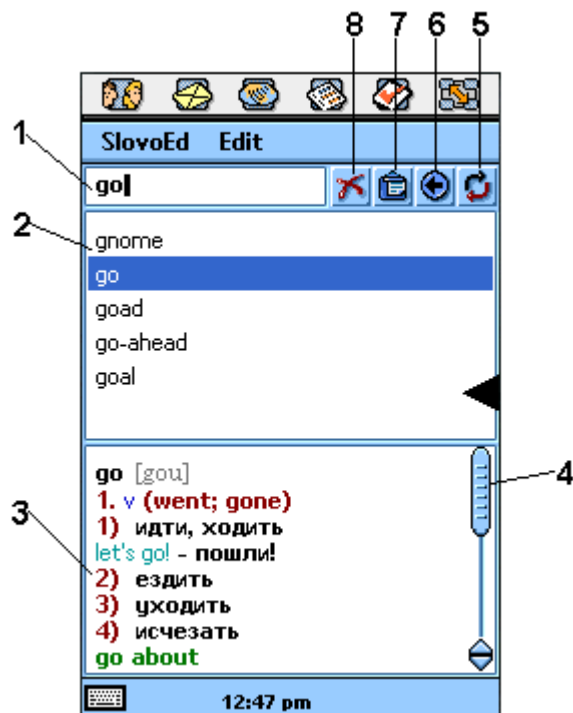 8 7 6 5
SlovoEd Edit
1
go
2
gnome
go
goad
go-ahead
goal
go [gou]
4
1. v (went; gone)
3
1) идти, ходить
let's go! - пошли!
2) ездить
3) уходить
4) исчезать
go about
12:47 pm